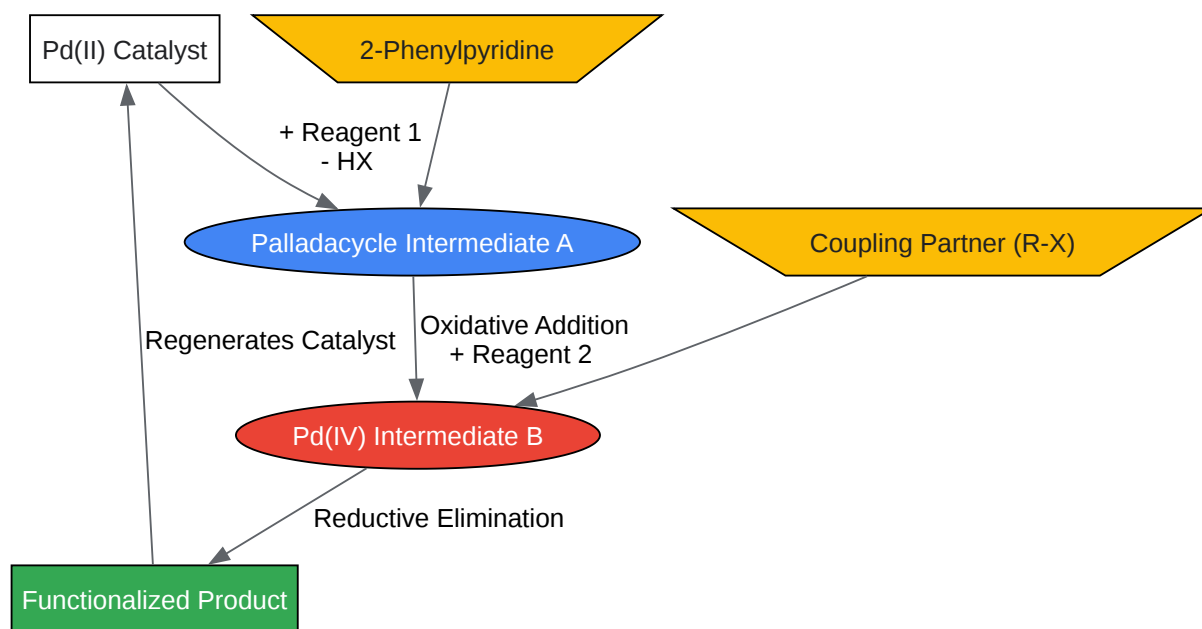 Pd(II) Catalyst
2-Phenylpyridine
+ Reagent 1
- HX
Palladacycle Intermediate A
Coupling Partner (R-X)
Oxidative Addition
+ Reagent 2
Regenerates Catalyst
Pd(IV) Intermediate B
Reductive Elimination
Functionalized Product